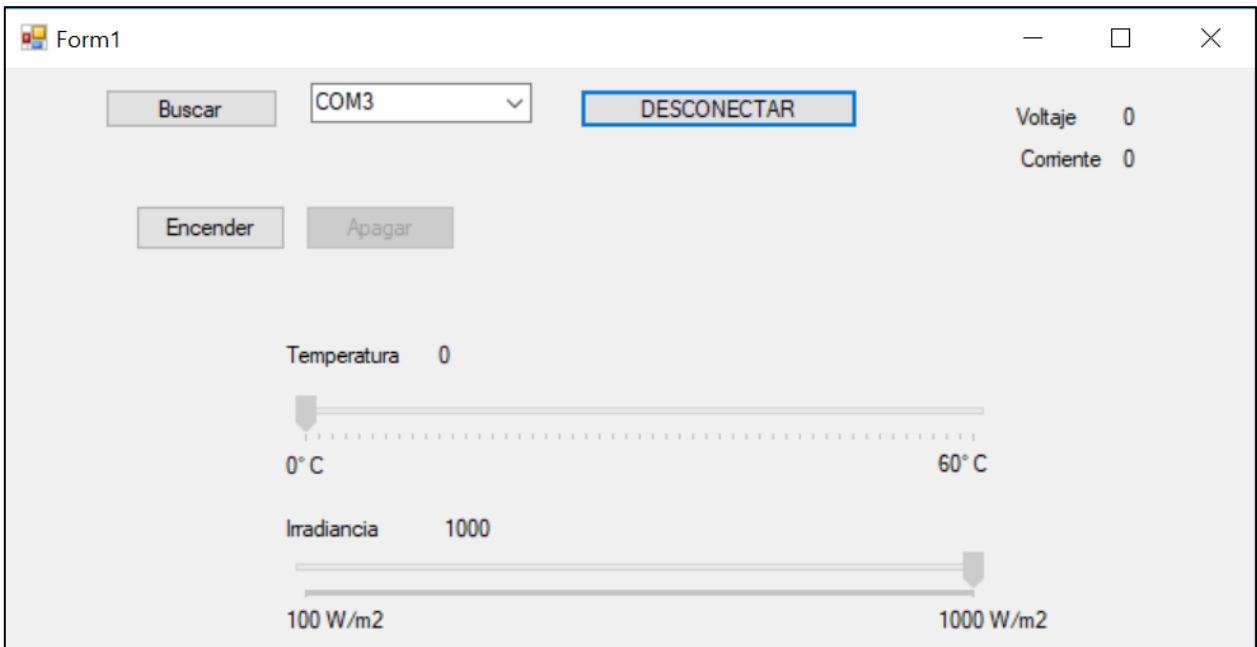 Form1
Buscar COM3 DESCONECTAR
Voltaje 0
Corriente 0
Encender Apagar
Temperatura 0
0° C 60° C
Irradiancia 1000
100 W/m2 1000 W/m2